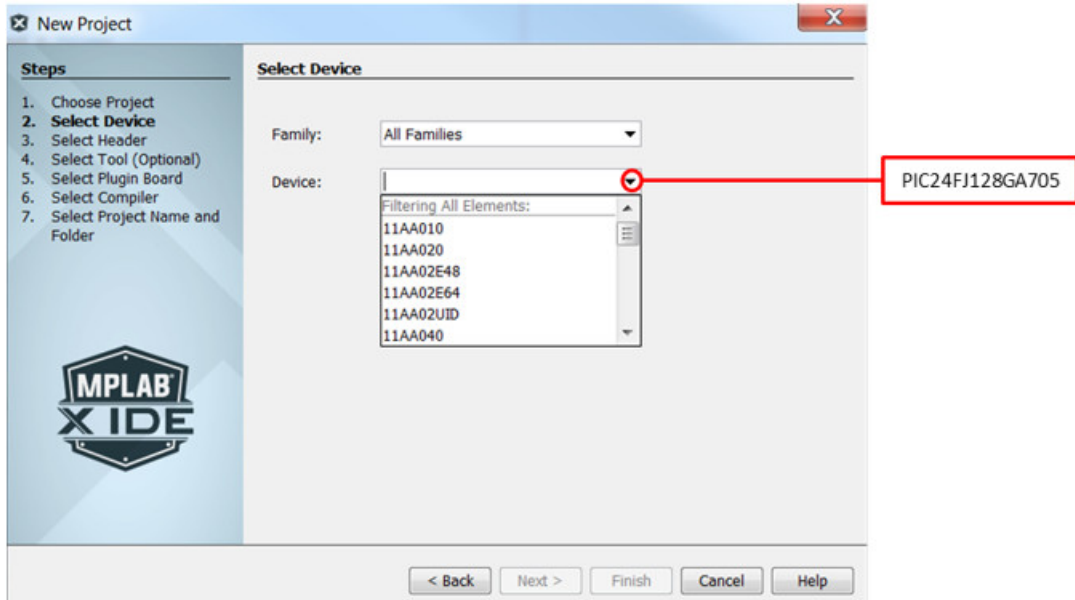 New Project
Steps
1. Choose Project
2. Select Device
3. Select Header
4. Select Tool (Optional)
5. Select Plugin Board
6. Select Compiler
7. Select Project Name and
Folder
MPLAB
X IDE
Select Device
Family:
All Families
Device:
Filtering All Elements:
11AA010
11AA020
11AA02E48
11AA02E64
11AA02UID
11AA040
PIC24FJ128GA705
< Back
Next >
Finish
Cancel
Help